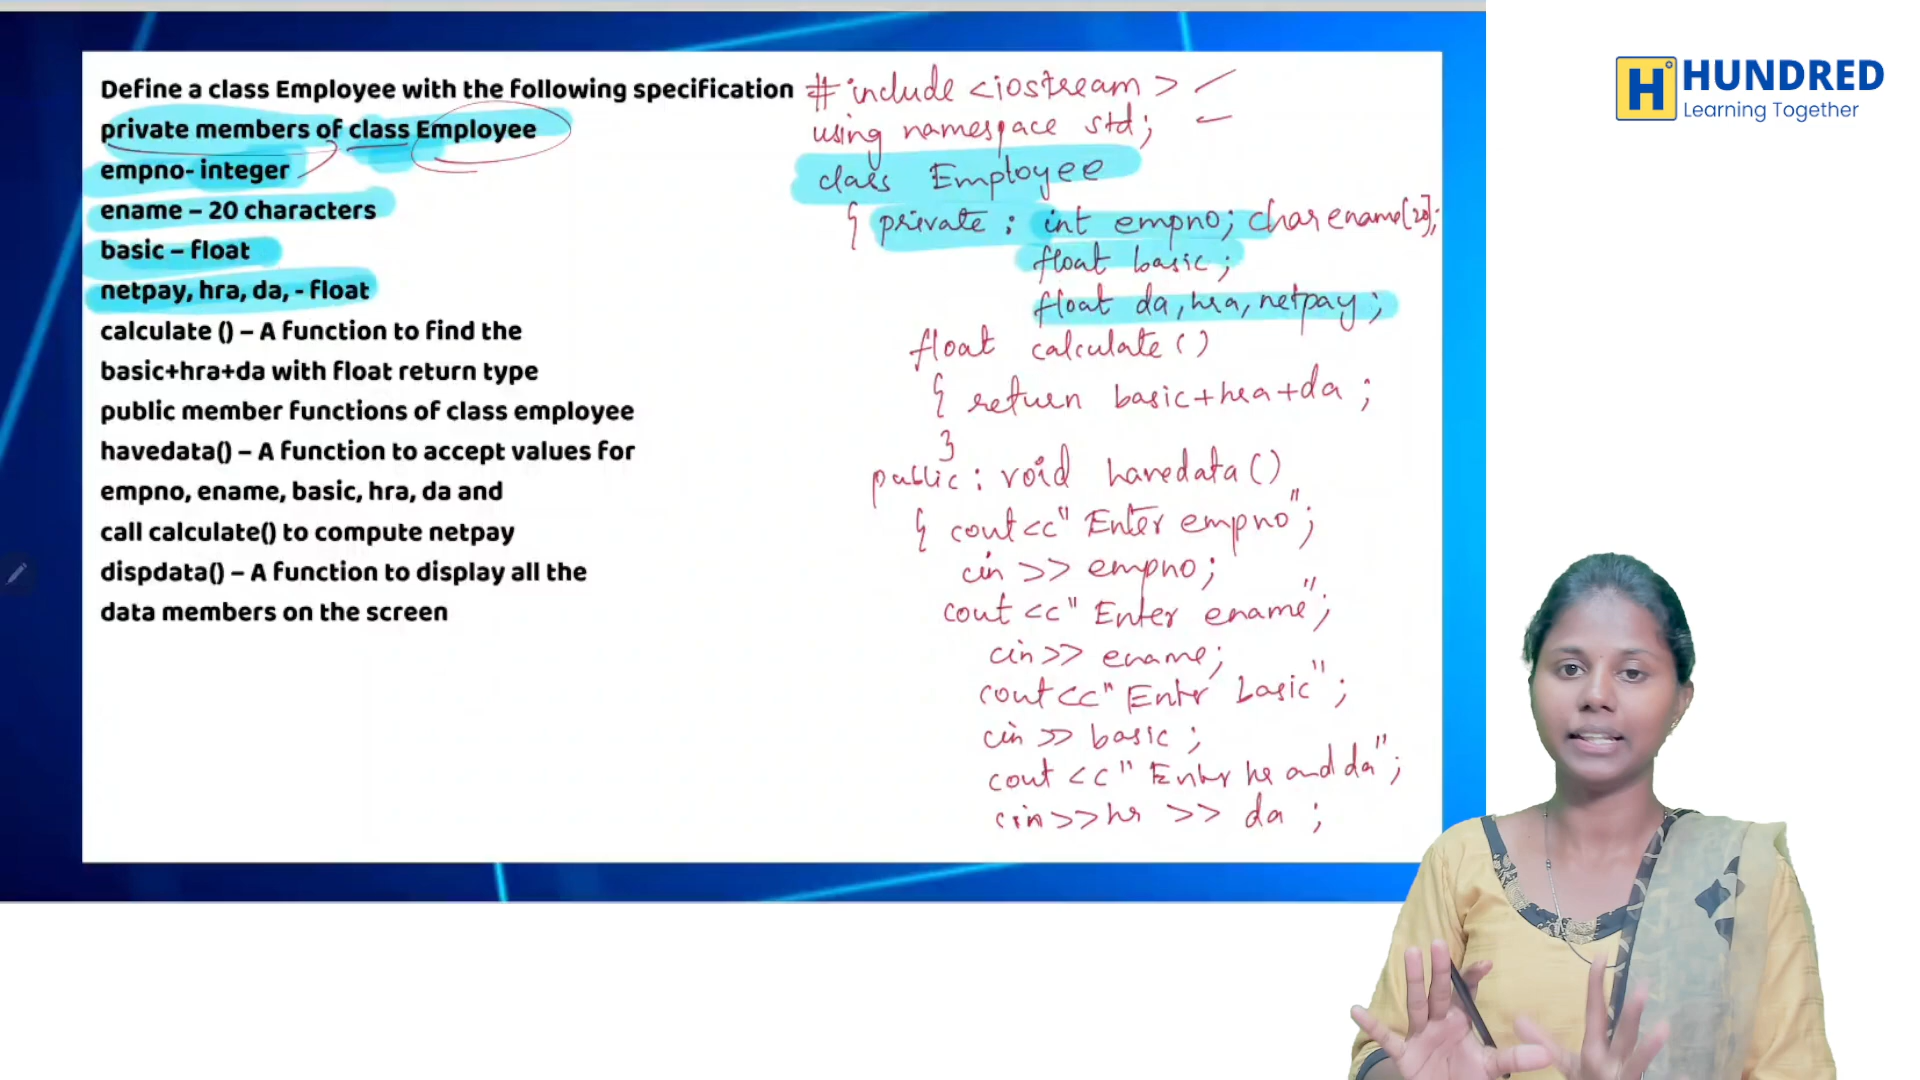 Define a class Employee with the following specification
private members of class Employee
empno- integer
ename – 20 characters
basic – float
netpay, hra, da, - float
calculate () – A function to find the
basic+hra+da with float return type
public member functions of class employee
havedata() – A function to accept values for
empno, ename, basic, hra, da and
call calculate() to compute netpay
dispdata() – A function to display all the
data members on the screen
#include <iostream>
using namespace std;
class Employee
{ private : int empno; char ename[20];
float basic;
float da, hra, netpay;
float calculate()
{ return basic+hra+da ;
}
public : void havedata()
{ cout<<"Enter empno";
cin >> empno;
cout <<"Enter ename";
cin>> ename;
cout<<"Enter basic";
cin >> basic ;
cout <<"Enter hr and da";
cin>>hr >> da ;
H HUNDRED
Learning Together